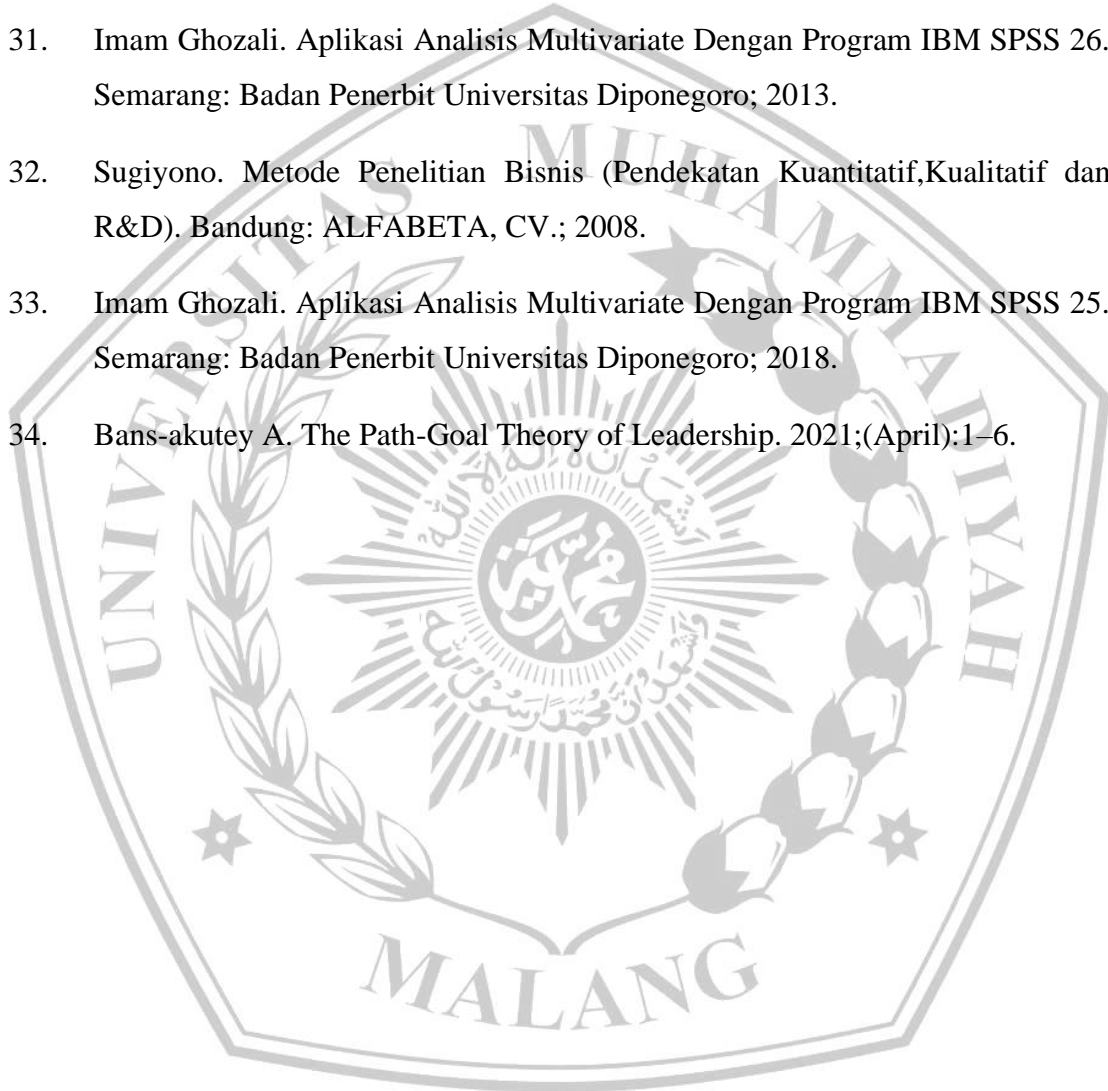 31. Imam Ghozali. Aplikasi Analisis Multivariate Dengan Program IBM SPSS 26.
Semarang: Badan Penerbit Universitas Diponegoro; 2013.
32. Sugiyono. Metode Penelitian Bisnis (Pendekatan Kuantitatif,Kualitatif dan
R&D). Bandung: ALFABETA, CV.; 2008.
33. Imam Ghozali. Aplikasi Analisis Multivariate Dengan Program IBM SPSS 25.
Semarang: Badan Penerbit Universitas Diponegoro; 2018.
34. Bans-akutey A. The Path-Goal Theory of Leadership. 2021;(April):1–6.
UNIVERSITAS MUHAMMADIYAH
MALANG